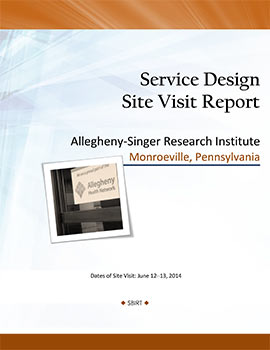 Service Design
Site Visit Report
Allegheny-Singer Research Institute
Monroeville, Pennsylvania
Allegheny
Health Network
Dates of Site Visit: June 12- 13, 2014
◆ SBIRT ◆